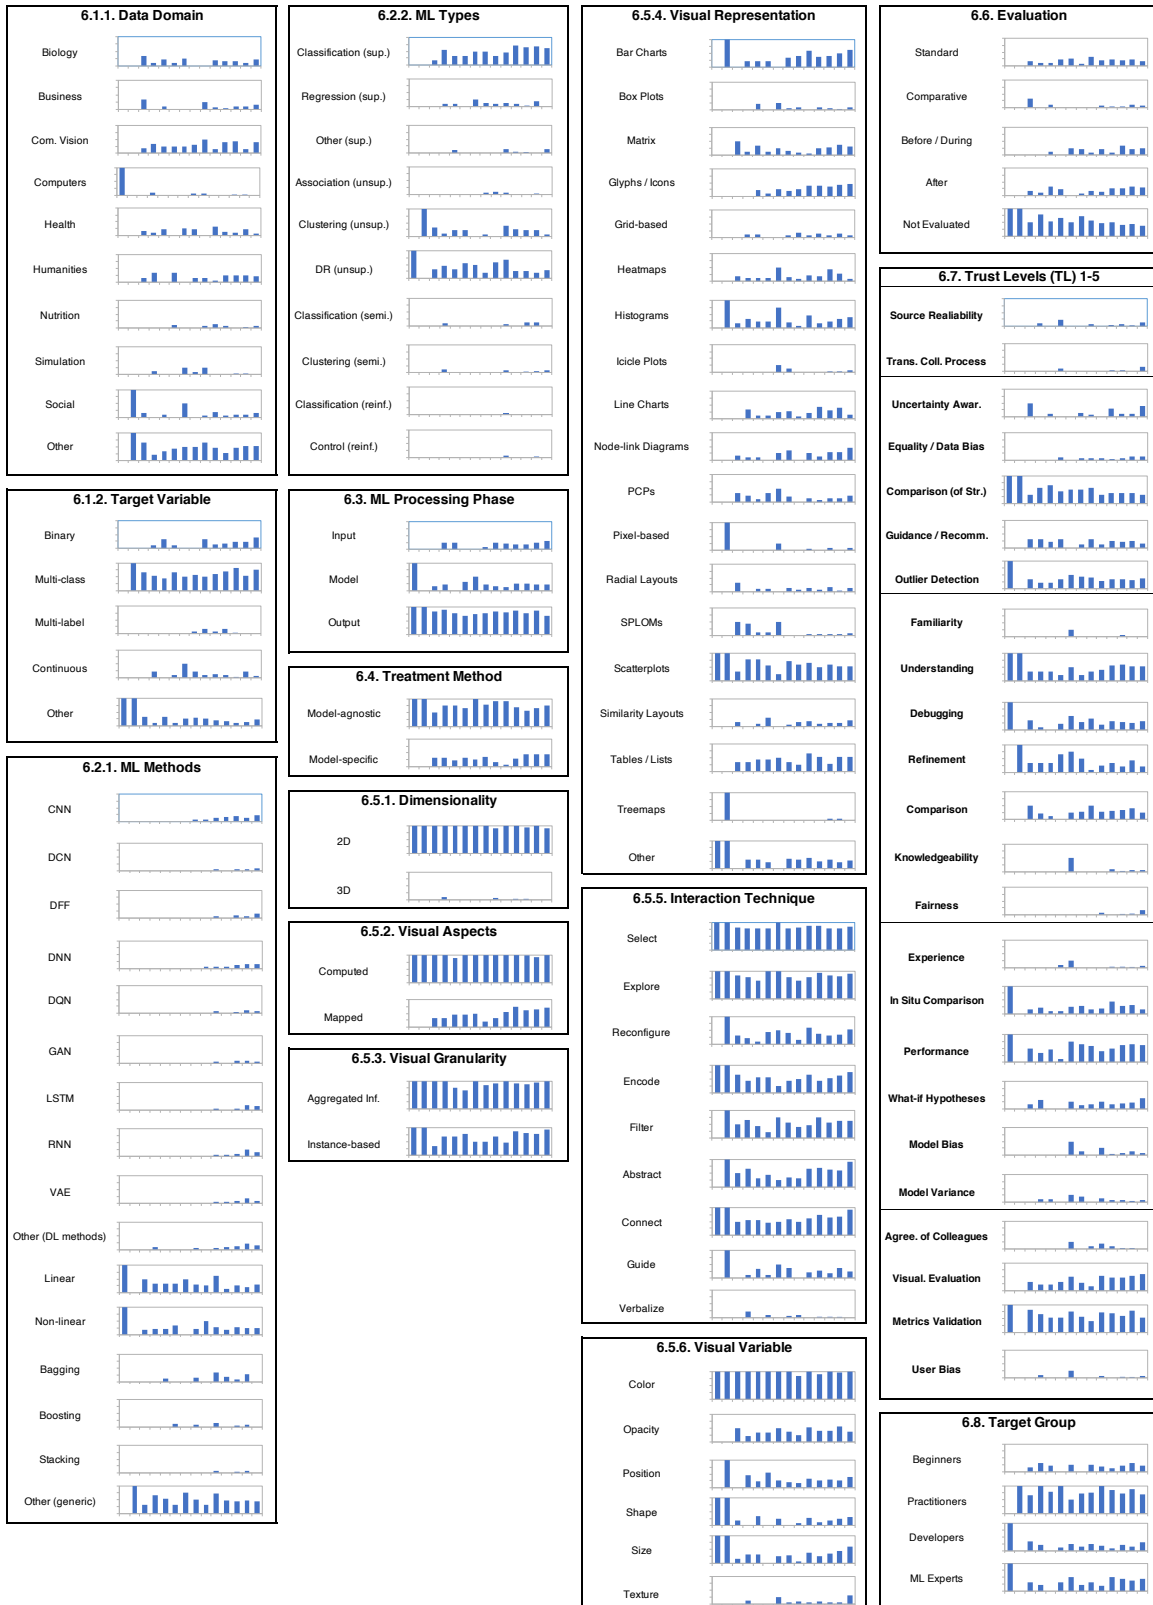 6.1.1. Data Domain
Biology
Business
Com. Vision
Computers
Health
Humanities
Nutrition
Simulation
Social
Other
6.1.2. Target Variable
Binary
Multi-class
Multi-label
Continuous
Other
6.2.1. ML Methods
CNN
DCN
DFF
DNN
DQN
GAN
LSTM
RNN
VAE
Other (DL methods)
Linear
Non-linear
Bagging
Boosting
Stacking
Other (generic)
6.2.2. ML Types
Classification (sup.)
Regression (sup.)
Other (sup.)
Association (unsup.)
Clustering (unsup.)
DR (unsup.)
Classification (semi.)
Clustering (semi.)
Classification (reinf.)
Control (reinf.)
6.3. ML Processing Phase
Input
Model
Output
6.4. Treatment Method
Model-agnostic
Model-specific
6.5.1. Dimensionality
2D
3D
6.5.2. Visual Aspects
Computed
Mapped
6.5.3. Visual Granularity
Aggregated Inf.
Instance-based
6.5.4. Visual Representation
Bar Charts
Box Plots
Matrix
Glyphs / Icons
Grid-based
Heatmaps
Histograms
Icicle Plots
Line Charts
Node-link Diagrams
PCPs
Pixel-based
Radial Layouts
SPLOMs
Scatterplots
Similarity Layouts
Tables / Lists
Treemaps
Other
6.5.5. Interaction Technique
Select
Explore
Reconfigure
Encode
Filter
Abstract
Connect
Guide
Verbalize
6.5.6. Visual Variable
Color
Opacity
Position
Shape
Size
Texture
6.6. Evaluation
Standard
Comparative
Before / During
After
Not Evaluated
6.7. Trust Levels (TL) 1-5
Source Realiability
Trans. Coll. Process
Uncertainty Awar.
Equality / Data Bias
Comparison (of Str.)
Guidance / Recomm.
Outlier Detection
Familiarity
Understanding
Debugging
Refinement
Comparison
Knowledgeability
Fairness
Experience
In Situ Comparison
Performance
What-if Hypotheses
Model Bias
Model Variance
Agree. of Colleagues
Visual. Evaluation
Metrics Validation
User Bias
6.8. Target Group
Beginners
Practitioners
Developers
ML Experts